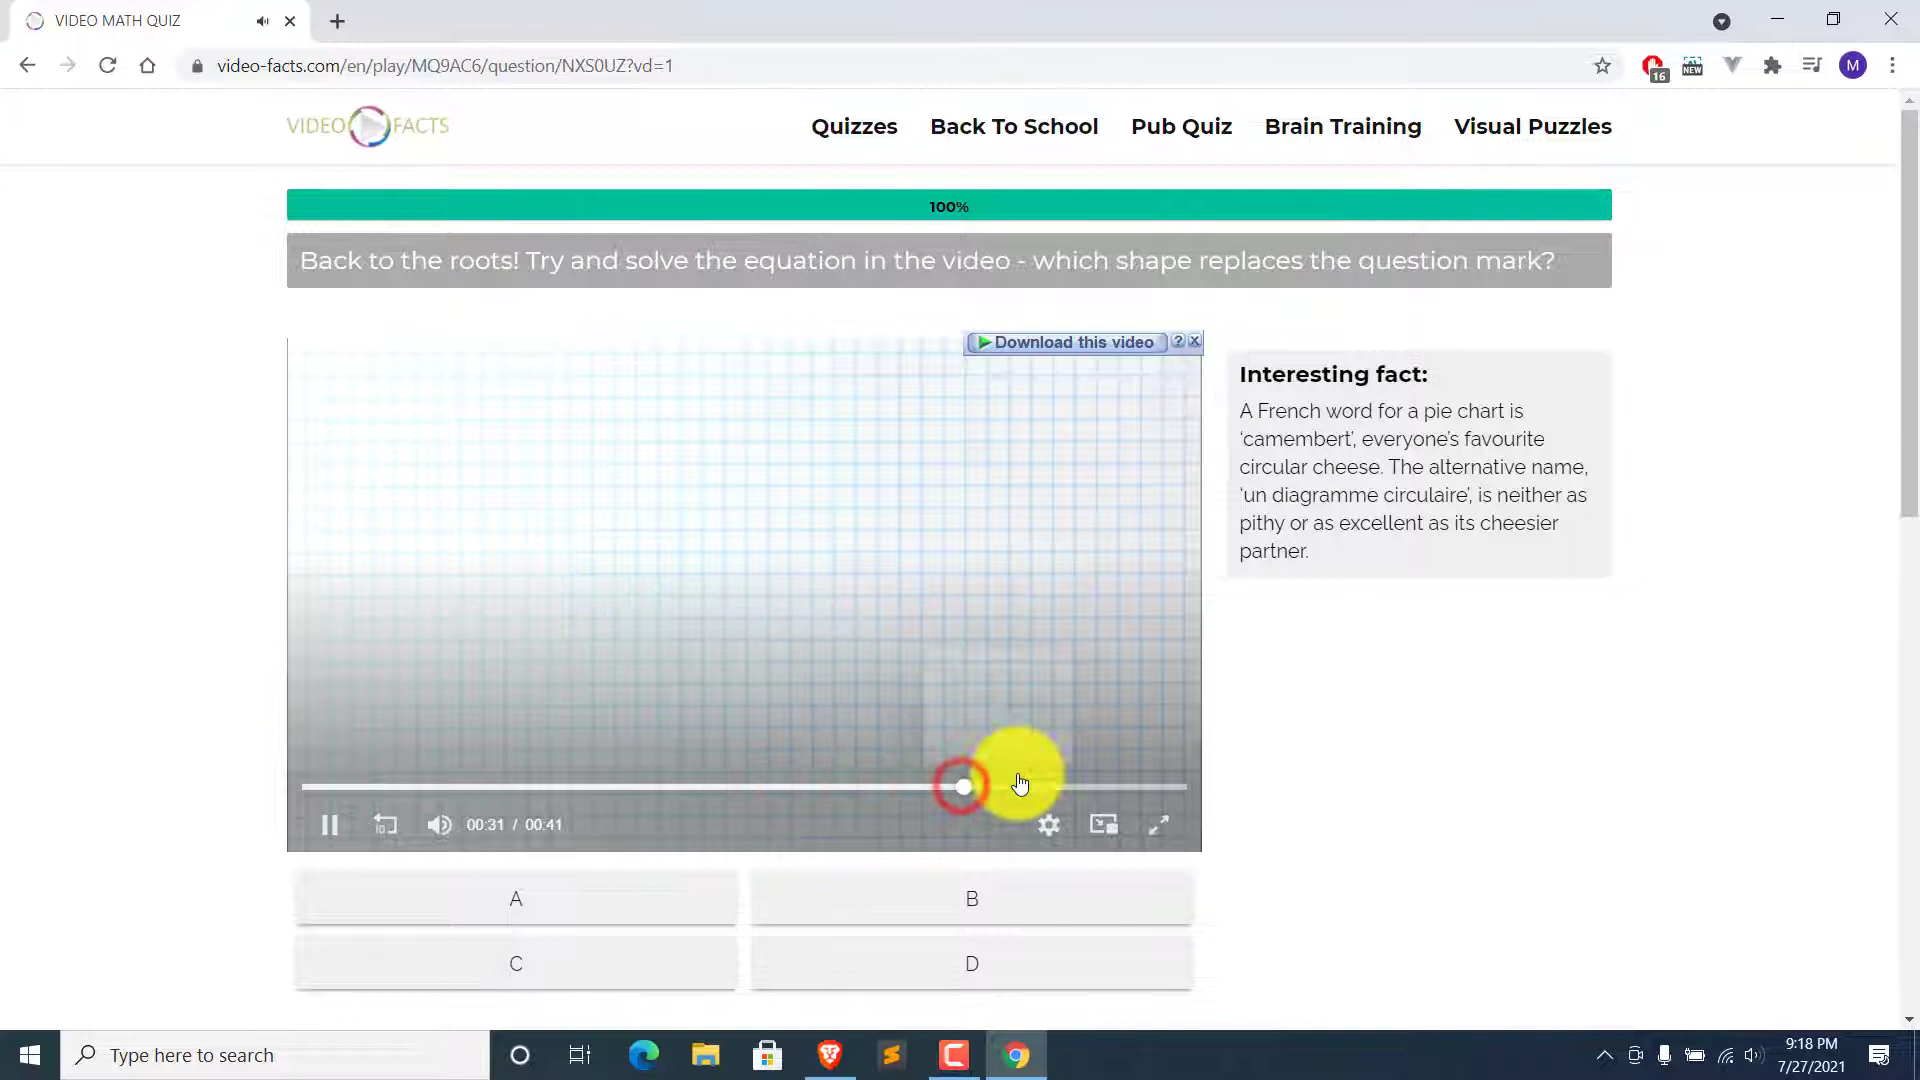 VIDEO MATH QUIZ
video-facts.com/en/play/MQ9AC6/question/NXS0UZ?vd=1
16
NEW
M
VIDEO FACTS
Quizzes
Back To School
Pub Quiz
Brain Training
Visual Puzzles
100%
Back to the roots! Try and solve the equation in the video - which shape replaces the question mark?
Download this video
?
X
Interesting fact:
A French word for a pie chart is
‘camembert’, everyone’s favourite
circular cheese. The alternative name,
‘un diagramme circulaire’, is neither as
pithy or as excellent as its cheesier
partner.
10
00:31 / 00:41
A
B
C
D
Type here to search
9:18 PM
7/27/2021